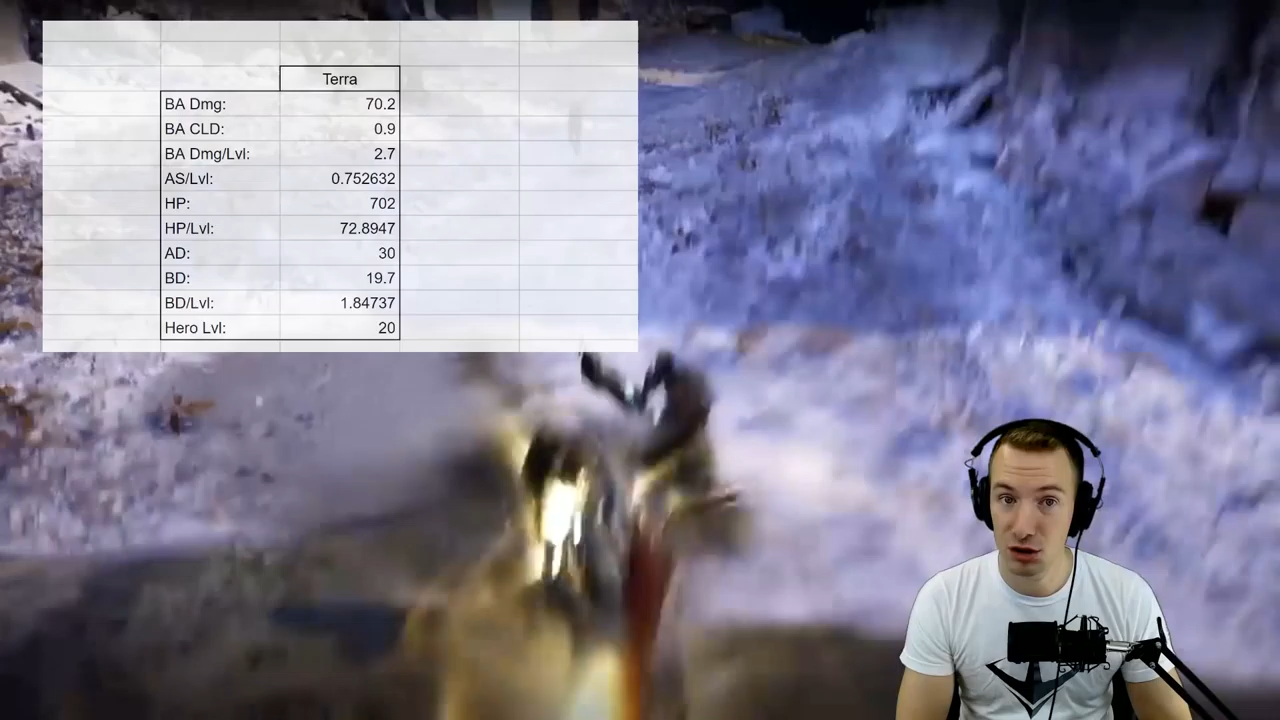 Terra
BA Dmg: 70.2
BA CLD: 0.9
BA Dmg/Lvl: 2.7
AS/Lvl: 0.752632
HP: 702
HP/Lvl: 72.8947
AD: 30
BD: 19.7
BD/Lvl: 1.84737
Hero Lvl: 20